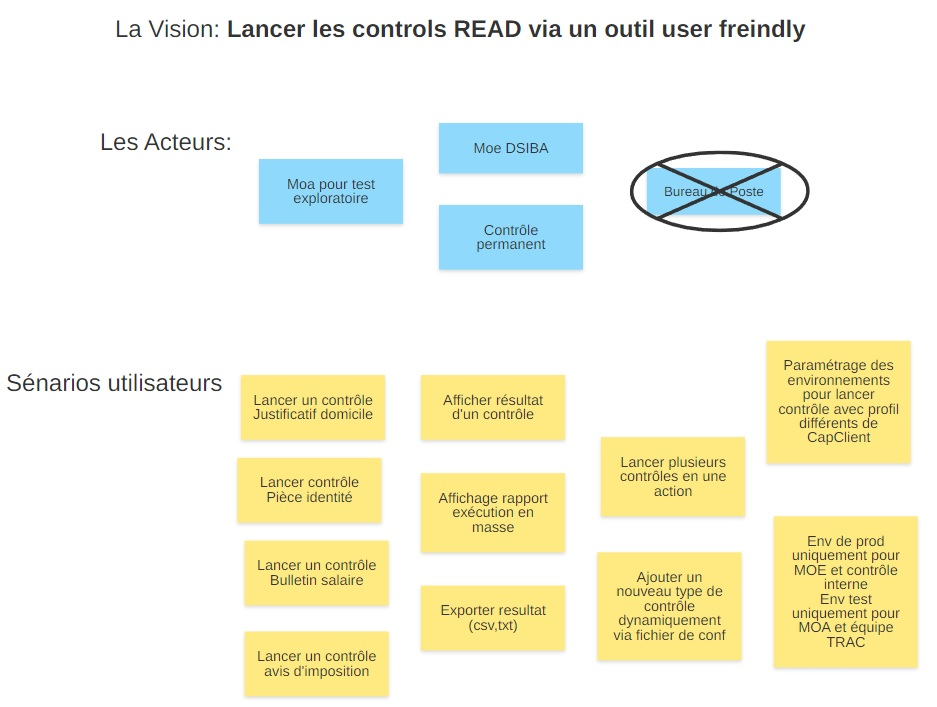 La Vision: Lancer les controls READ via un outil user freindly
Les Acteurs:
Moa pour test
exploratoire
Moe DSIBA
Contrôle
permanent
Bureau de Poste
Sénarios utilisateurs
Lancer un contrôle
Justificatif domicile
Lancer contrôle
Pièce identité
Lancer un contrôle
Bulletin salaire
Lancer un contrôle
avis d'imposition
Afficher résultat
d'un contrôle
Affichage rapport
exécution en
masse
Exporter resultat
(csv,txt)
Lancer plusieurs
contrôles en une
action
Ajouter un
nouveau type de
contrôle
dynamiquement
via fichier de conf
Paramétrage des
environnements
pour lancer
contrôle avec profil
différents de
CapClient
Env de prod
uniquement pour
MOE et contrôle
interne
Env test
uniquement pour
MOA et équipe
TRAC